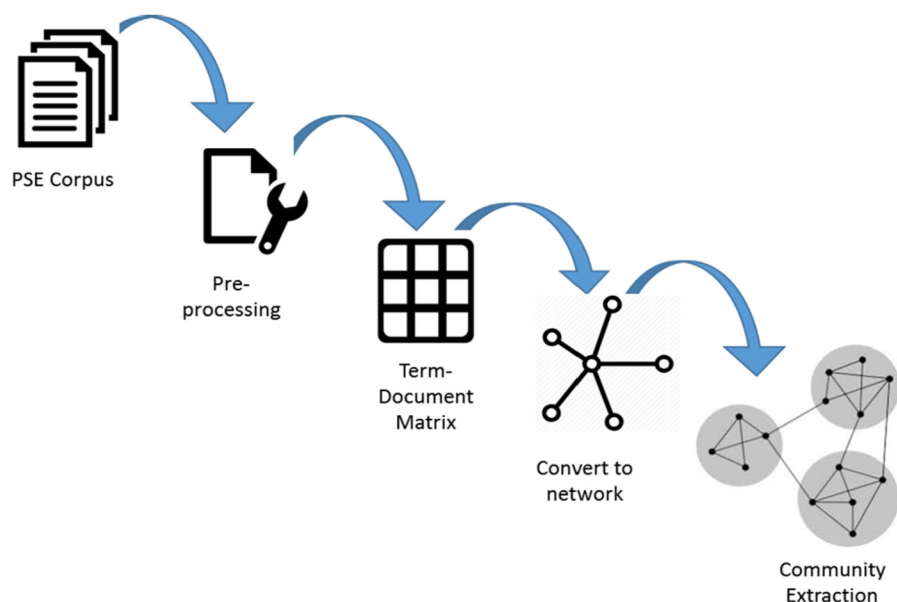 PSE Corpus
Pre-
processing
Term-
Document
Matrix
Convert to
network
Community
Extraction